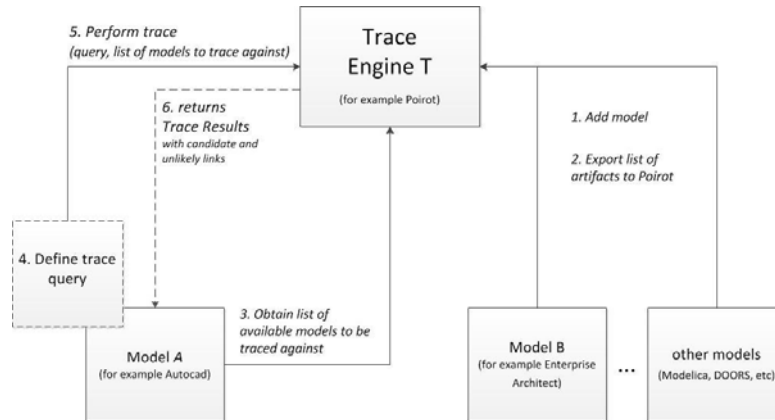 5. Perform trace
(query, list of models to trace against)
Trace
Engine T
(for example Poirot)
6. returns
Trace Results
with candidate and
unlikely links
1. Add model
2. Export list of
artifacts to Poirot
4. Define trace
query
3. Obtain list of
available models to be
traced against
Model A
(for example Autocad)
Model B
(for example Enterprise
Architect)
...
other models
(Modelica, DOORS, etc)